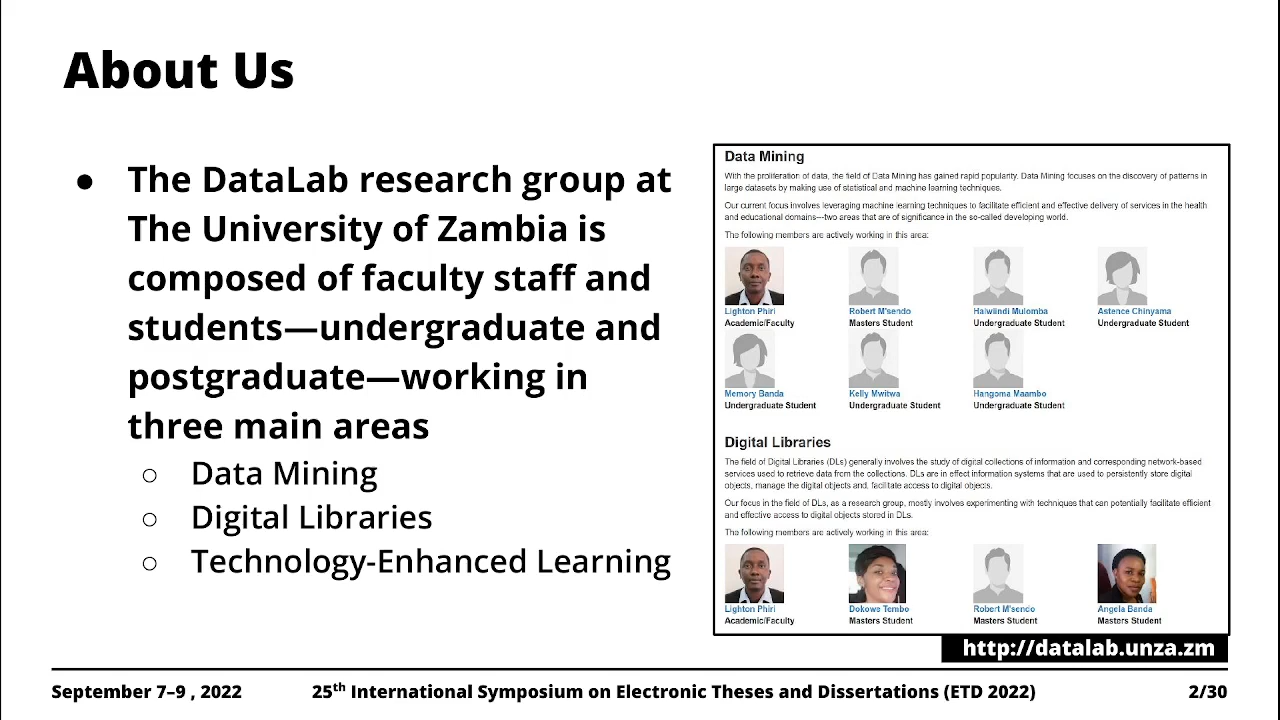 About Us
● The DataLab research group at
The University of Zambia is
composed of faculty staff and
students—undergraduate and
postgraduate—working in
three main areas
○ Data Mining
○ Digital Libraries
○ Technology-Enhanced Learning
Data Mining
With the proliferation of data, the field of Data Mining has gained rapid popularity. Data Mining focuses on the discovery of patterns in
large datasets by making use of statistical and machine learning techniques.
Our current focus involves leveraging machine learning techniques to facilitate efficient and effective delivery of services in the health
and educational domains---two areas that are of significance in the so-called developing world.
The following members are actively working in this area:
Lighton Phiri Robert M'sendo Halwiindi Mulomba Astence Chinyama
Academic/Faculty Masters Student Undergraduate Student Undergraduate Student
Memory Banda Kelly Mwitwa Hangoma Maambo
Undergraduate Student Undergraduate Student Undergraduate Student
Digital Libraries
The field of Digital Libraries (DLs) generally involves the study of digital collections of information and corresponding network-based
services used to retrieve data from the collections. DLs are in effect information systems that are used to persistently store digital
objects, manage the digital objects and, facilitate access to digital objects.
Our focus in the field of DLs, as a research group, mostly involves experimenting with techniques that can potentially facilitate efficient
and effective access to digital objects stored in DLs.
The following members are actively working in this area:
Lighton Phiri Dokowe Tembo Robert M'sendo Angela Banda
Academic/Faculty Masters Student Masters Student Masters Student
http://datalab.unza.zm
September 7–9 , 2022 25th International Symposium on Electronic Theses and Dissertations (ETD 2022) 2/30